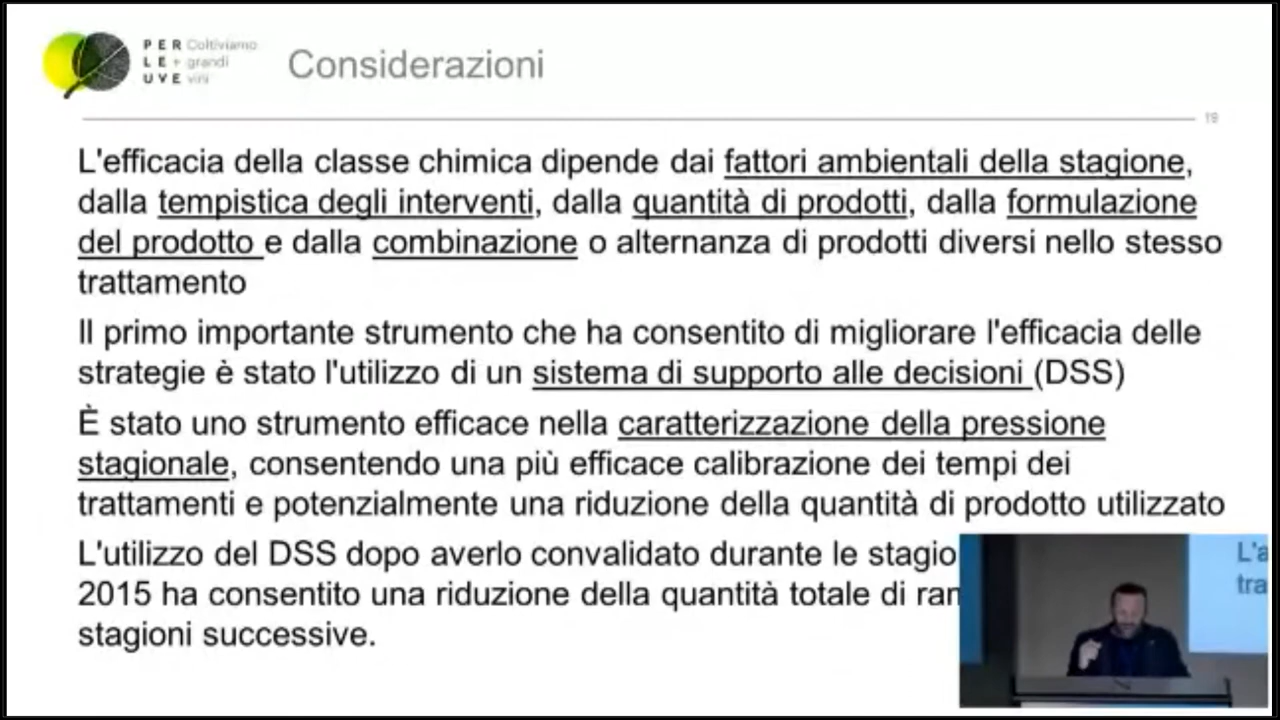 PER Coltiviamo
LE + grandi
UVE vini
Considerazioni
19
L'efficacia della classe chimica dipende dai fattori ambientali della stagione,
dalla tempistica degli interventi, dalla quantità di prodotti, dalla formulazione
del prodotto e dalla combinazione o alternanza di prodotti diversi nello stesso
trattamento
Il primo importante strumento che ha consentito di migliorare l'efficacia delle
strategie è stato l'utilizzo di un sistema di supporto alle decisioni (DSS)
È stato uno strumento efficace nella caratterizzazione della pressione
stagionale, consentendo una più efficace calibrazione dei tempi dei
trattamenti e potenzialmente una riduzione della quantità di prodotto utilizzato
L'utilizzo del DSS dopo averlo convalidato durante le stagio
2015 ha consentito una riduzione della quantità totale di ram
stagioni successive.
L'a
tra